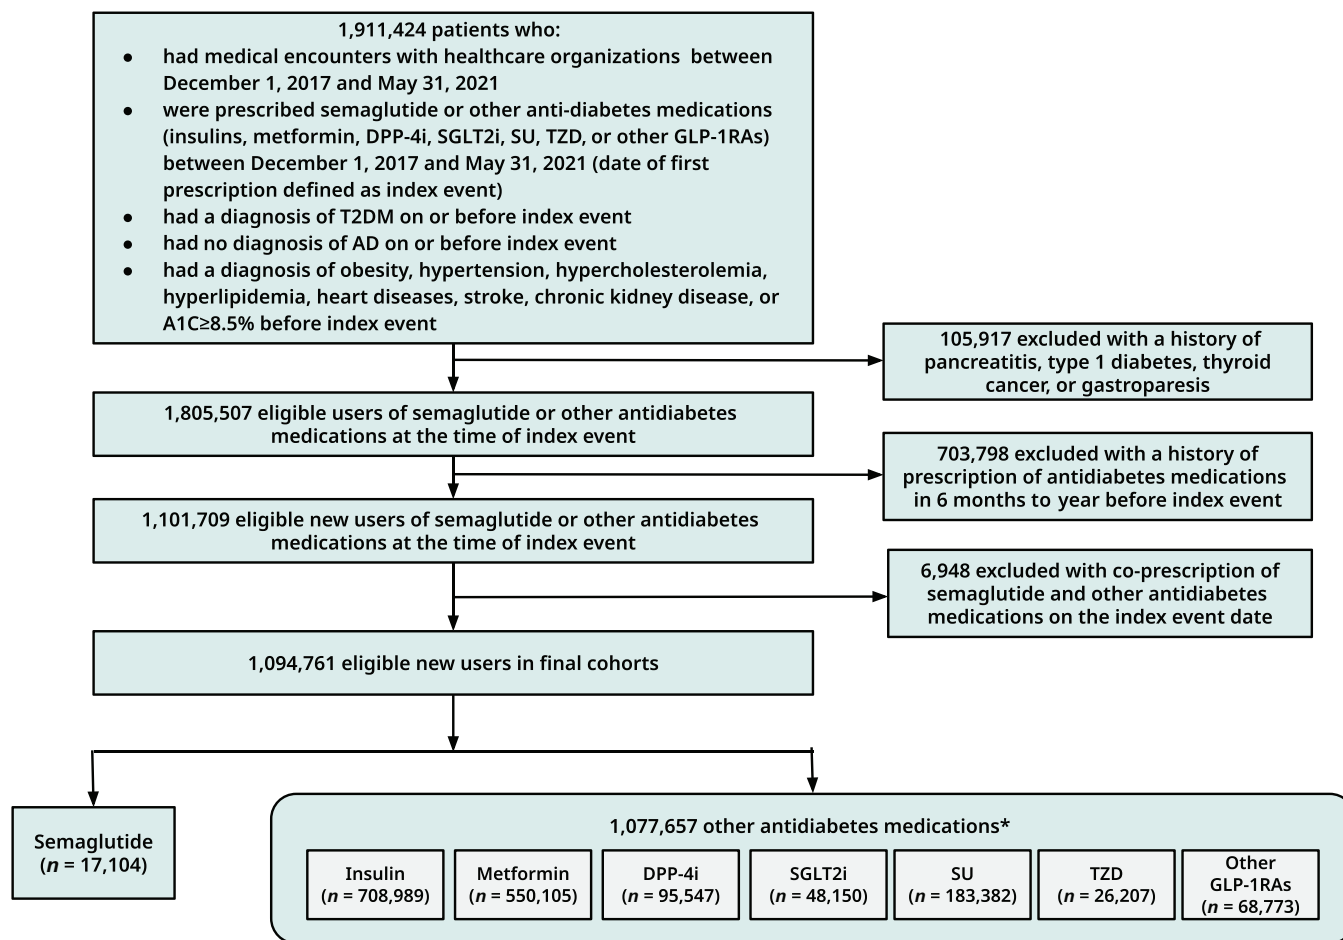 1,911,424 patients who:
● had medical encounters with healthcare organizations between
December 1, 2017 and May 31, 2021
● were prescribed semaglutide or other anti-diabetes medications
(insulins, metformin, DPP-4i, SGLT2i, SU, TZD, or other GLP-1RAs)
between December 1, 2017 and May 31, 2021 (date of first
prescription defined as index event)
● had a diagnosis of T2DM on or before index event
● had no diagnosis of AD on or before index event
● had a diagnosis of obesity, hypertension, hypercholesterolemia,
hyperlipidemia, heart diseases, stroke, chronic kidney disease, or
A1C≥8.5% before index event
105,917 excluded with a history of
pancreatitis, type 1 diabetes, thyroid
cancer, or gastroparesis
1,805,507 eligible users of semaglutide or other antidiabetes
medications at the time of index event
703,798 excluded with a history of
prescription of antidiabetes medications
in 6 months to year before index event
1,101,709 eligible new users of semaglutide or other antidiabetes
medications at the time of index event
6,948 excluded with co-prescription of
semaglutide and other antidiabetes
medications on the index event date
1,094,761 eligible new users in final cohorts
Semaglutide
(n = 17,104)
1,077,657 other antidiabetes medications*
Insulin
(n = 708,989)
Metformin
(n = 550,105)
DPP-4i
(n = 95,547)
SGLT2i
(n = 48,150)
SU
(n = 183,382)
TZD
(n = 26,207)
Other
GLP-1RAs
(n = 68,773)